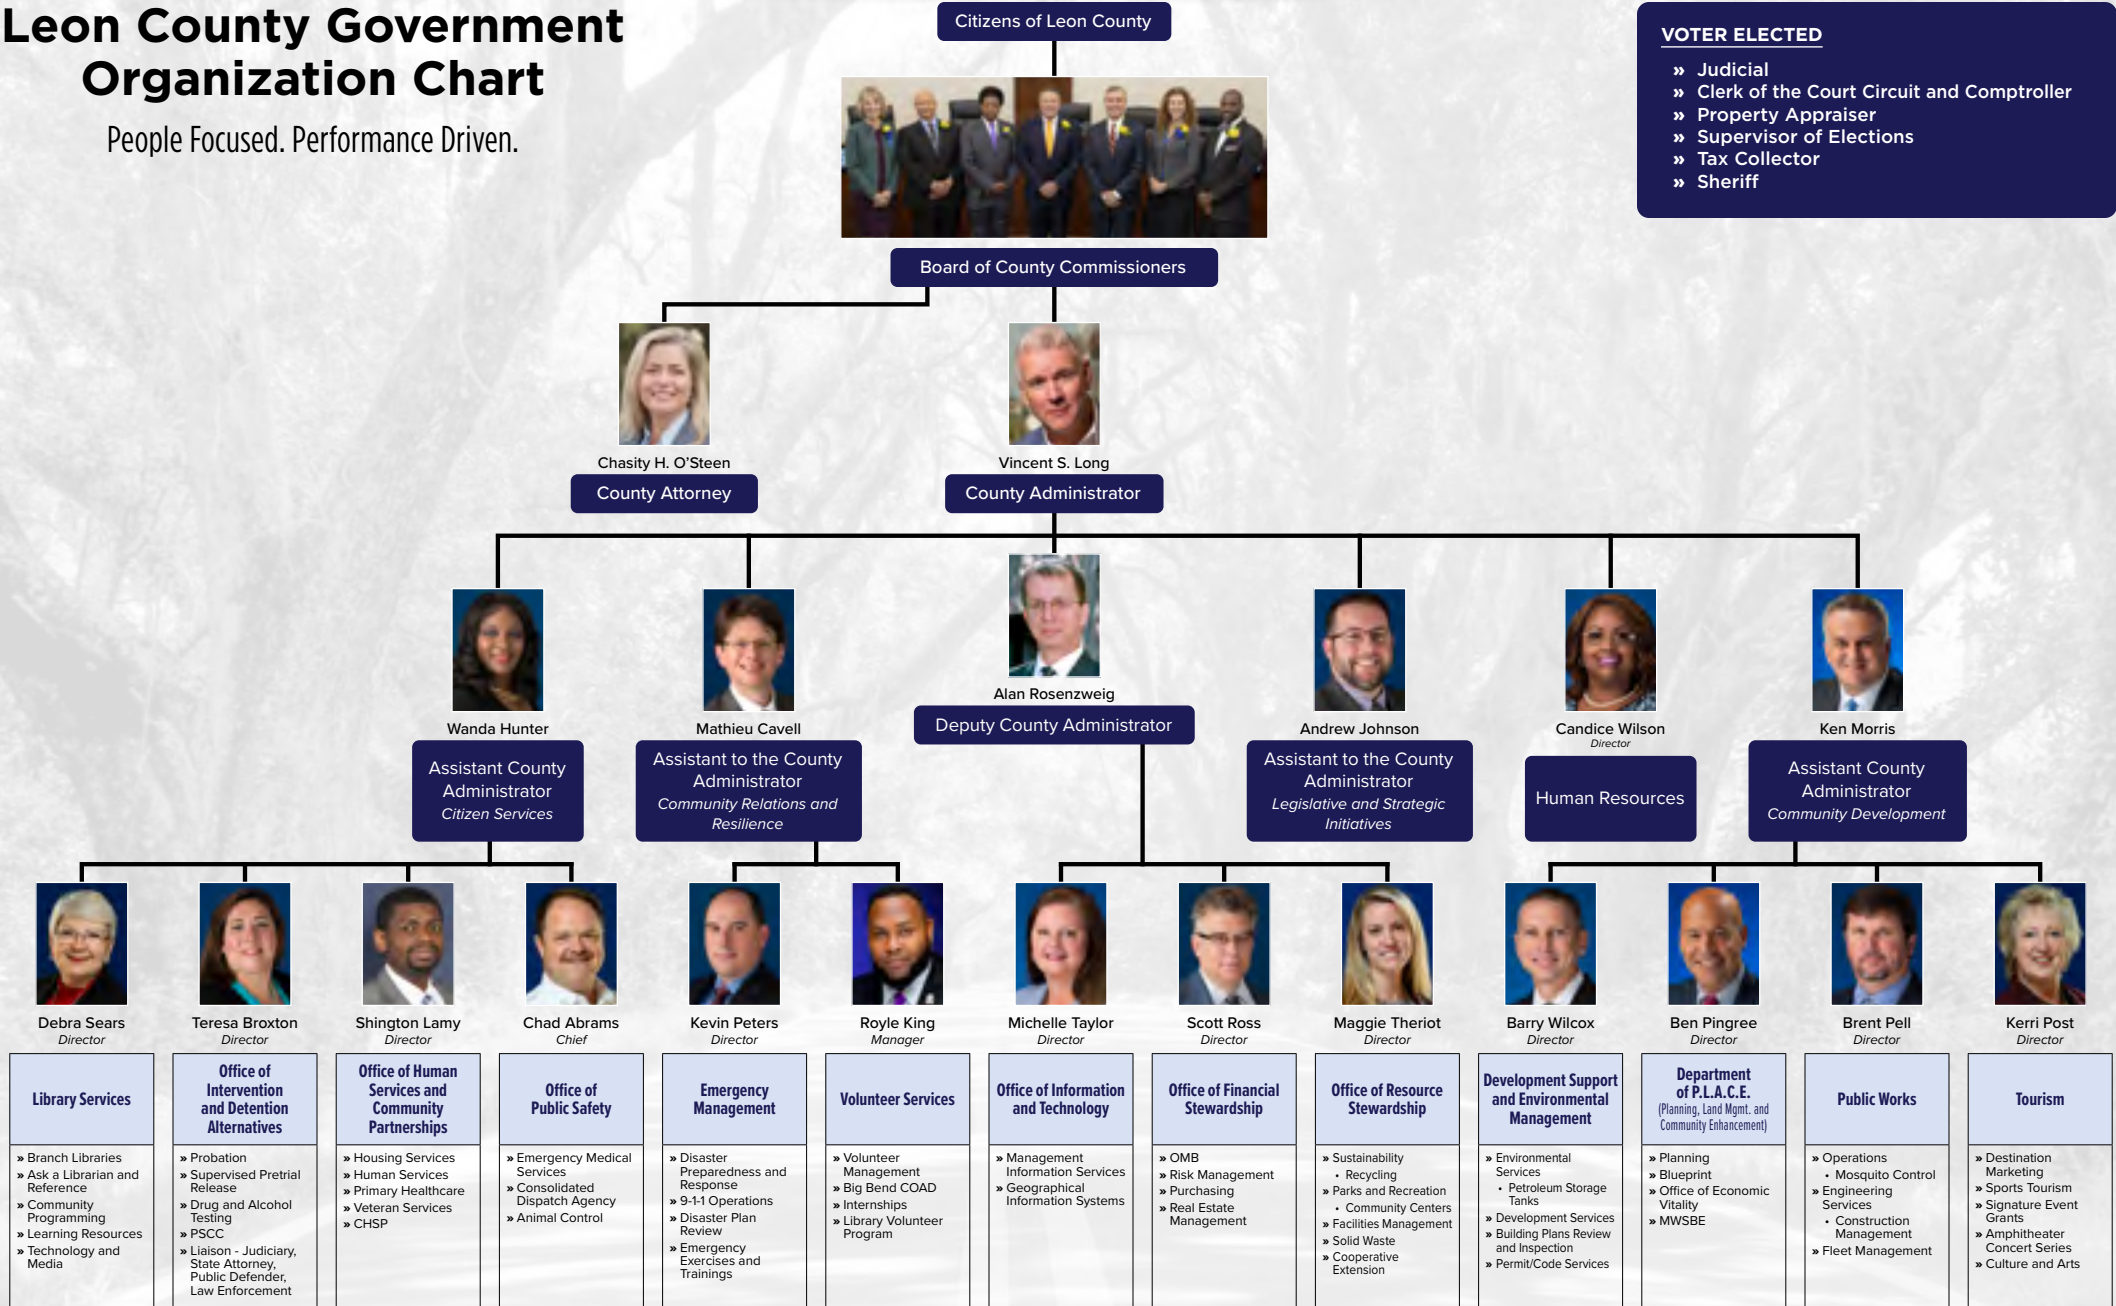 Leon County Government
Organization Chart
People Focused. Performance Driven.
Citizens of Leon County
VOTER ELECTED
» Judicial
» Clerk of the Court Circuit and Comptroller
» Property Appraiser
» Supervisor of Elections
» Tax Collector
» Sheriff
Board of County Commissioners
Chasity H. O’Steen
County Attorney
Vincent S. Long
County Administrator
Wanda Hunter
Assistant County
Administrator
Citizen Services
Mathieu Cavell
Assistant to the County
Administrator
Community Relations and
Resilience
Alan Rosenzweig
Deputy County Administrator
Andrew Johnson
Assistant to the County
Administrator
Legislative and Strategic
Initiatives
Candice Wilson
Director
Human Resources
Ken Morris
Assistant County
Administrator
Community Development
Debra Sears
Director
Library Services
» Branch Libraries
» Ask a Librarian and
Reference
» Community
Programming
» Learning Resources
» Technology and
Media
Teresa Broxton
Director
Office of
Intervention
and Detention
Alternatives
» Probation
» Supervised Pretrial
Release
» Drug and Alcohol
Testing
» PSCC
» Liaison - Judiciary,
State Attorney,
Public Defender,
Law Enforcement
Shington Lamy
Director
Office of Human
Services and
Community
Partnerships
» Housing Services
» Human Services
» Primary Healthcare
» Veteran Services
» CHSP
Chad Abrams
Chief
Office of
Public Safety
» Emergency Medical
Services
» Consolidated
Dispatch Agency
» Animal Control
Kevin Peters
Director
Emergency
Management
» Disaster
Preparedness and
Response
» 9-1-1 Operations
» Disaster Plan
Review
» Emergency
Exercises and
Trainings
Royle King
Manager
Volunteer Services
» Volunteer
Management
» Big Bend COAD
» Internships
» Library Volunteer
Program
Michelle Taylor
Director
Office of Information
and Technology
» Management
Information Services
» Geographical
Information Systems
Scott Ross
Director
Office of Financial
Stewardship
» OMB
» Risk Management
» Purchasing
» Real Estate
Management
Maggie Theriot
Director
Office of Resource
Stewardship
» Sustainability
• Recycling
» Parks and Recreation
• Community Centers
» Facilities Management
» Solid Waste
» Cooperative
Extension
Barry Wilcox
Director
Development Support
and Environmental
Management
» Environmental
Services
• Petroleum Storage
Tanks
» Development Services
» Building Plans Review
and Inspection
» Permit/Code Services
Ben Pingree
Director
Department
of P.L.A.C.E.
(Planning, Land Mgmt. and
Community Enhancement)
» Planning
» Blueprint
» Office of Economic
Vitality
» MWSBE
Brent Pell
Director
Public Works
» Operations
• Mosquito Control
» Engineering
Services
• Construction
Management
» Fleet Management
Kerri Post
Director
Tourism
» Destination
Marketing
» Sports Tourism
» Signature Event
Grants
» Amphitheater
Concert Series
» Culture and Arts